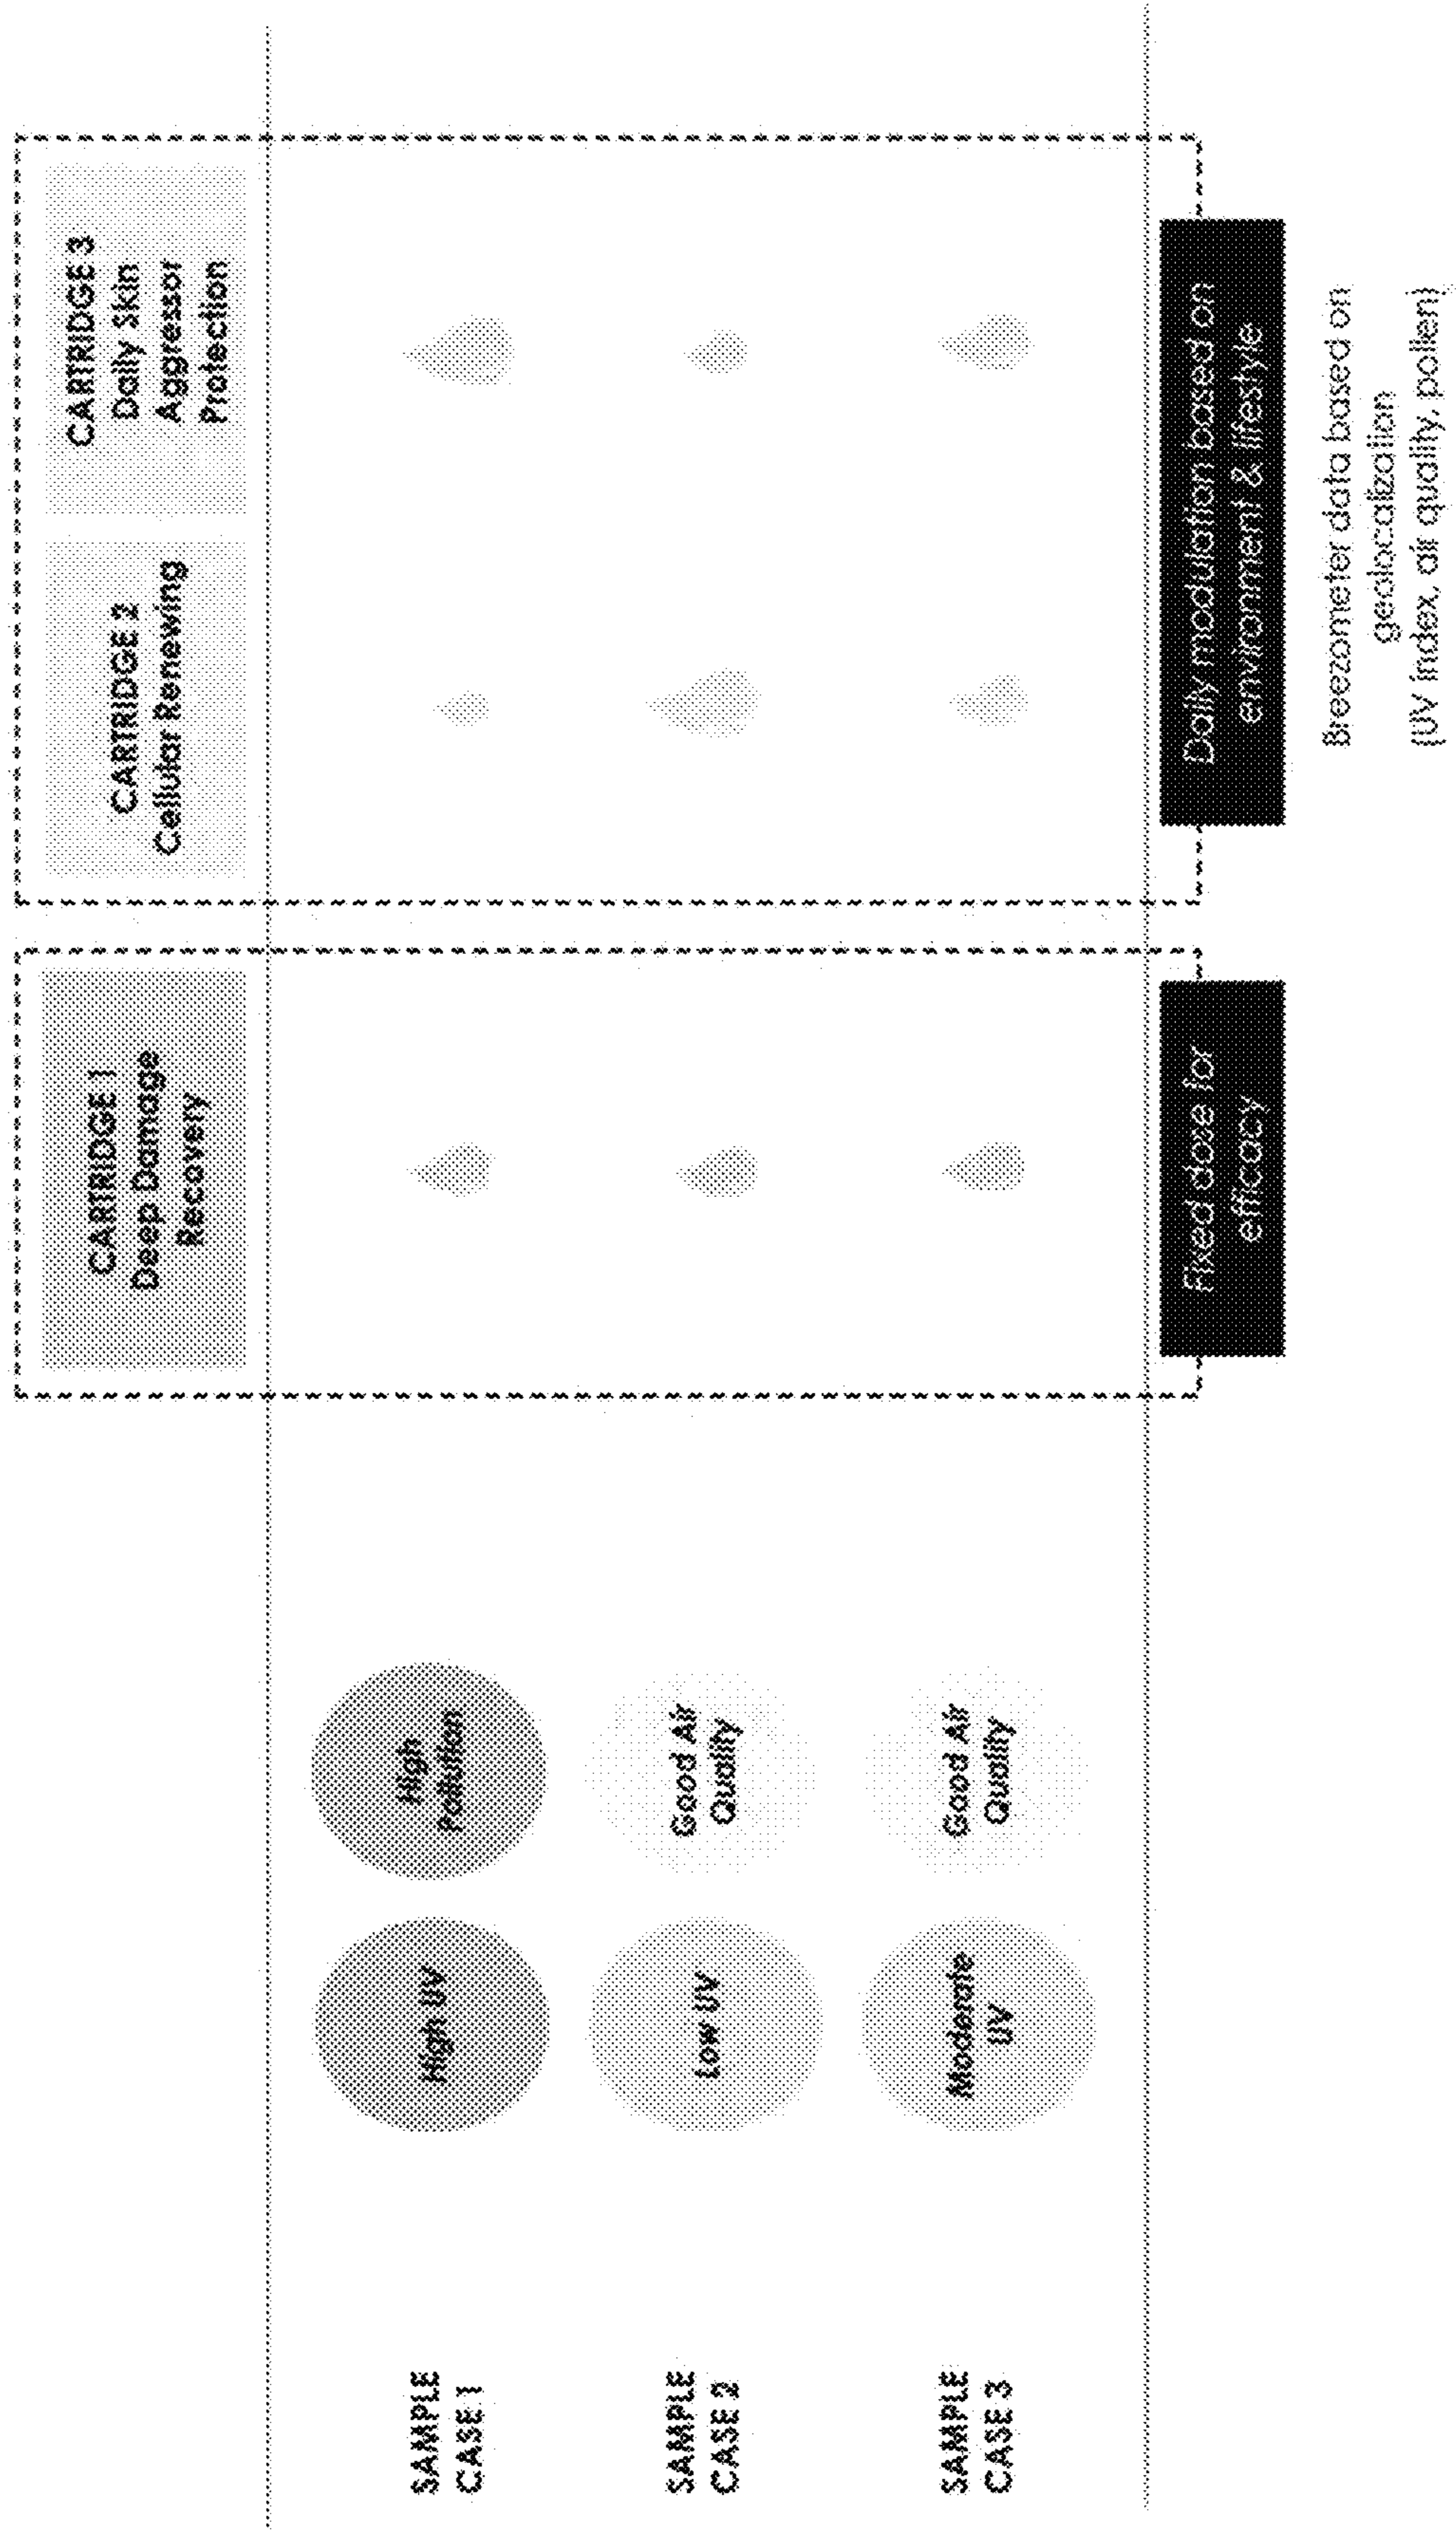 CARTRIDGE 1
Deep Damage
Recovery
CARTRIDGE 2
Cellular Renewing
CARTRIDGE 3
Daily Skin
Aggressor
Protection
SAMPLE
CASE 1
High UV
High
Pollution
SAMPLE
CASE 2
Low UV
Good Air
Quality
SAMPLE
CASE 3
Moderate
UV
Good Air
Quality
Fixed dose for
efficacy
Daily modulation based on
environment & lifestyle
Breezometer data based on
geolocalization
(UV index, air quality, pollen)